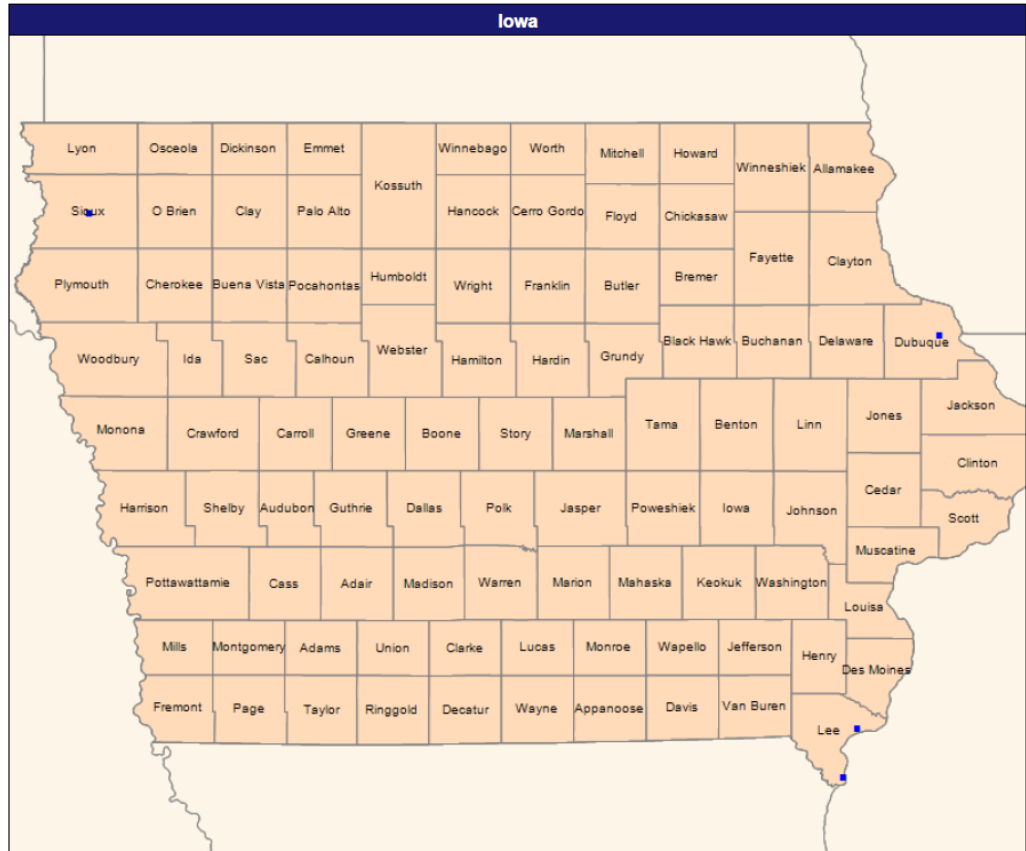 Iowa
Lyon
Osceola
Dickinson
Emmet
Kossuth
Winnebago
Worth
Mitchell
Howard
Winneshiek
Allamakee
Sioux
O Brien
Clay
Palo Alto
Hancock
Cerro Gordo
Floyd
Chickasaw
Plymouth
Cherokee
Buena Vista
Pocahontas
Humboldt
Wright
Franklin
Butler
Bremer
Fayette
Clayton
Woodbury
Ida
Sac
Calhoun
Webster
Hamilton
Hardin
Grundy
Black Hawk
Buchanan
Delaware
Dubuque
Monona
Crawford
Carroll
Greene
Boone
Story
Marshall
Tama
Benton
Linn
Jones
Jackson
Clinton
Harrison
Shelby
Audubon
Guthrie
Dallas
Polk
Jasper
Poweshiek
Iowa
Johnson
Cedar
Scott
Muscatine
Pottawattamie
Cass
Adair
Madison
Warren
Marion
Mahaska
Keokuk
Washington
Louisa
Mills
Montgomery
Adams
Union
Clarke
Lucas
Monroe
Wapello
Jefferson
Henry
Des Moines
Fremont
Page
Taylor
Ringgold
Decatur
Wayne
Appanoose
Davis
Van Buren
Lee